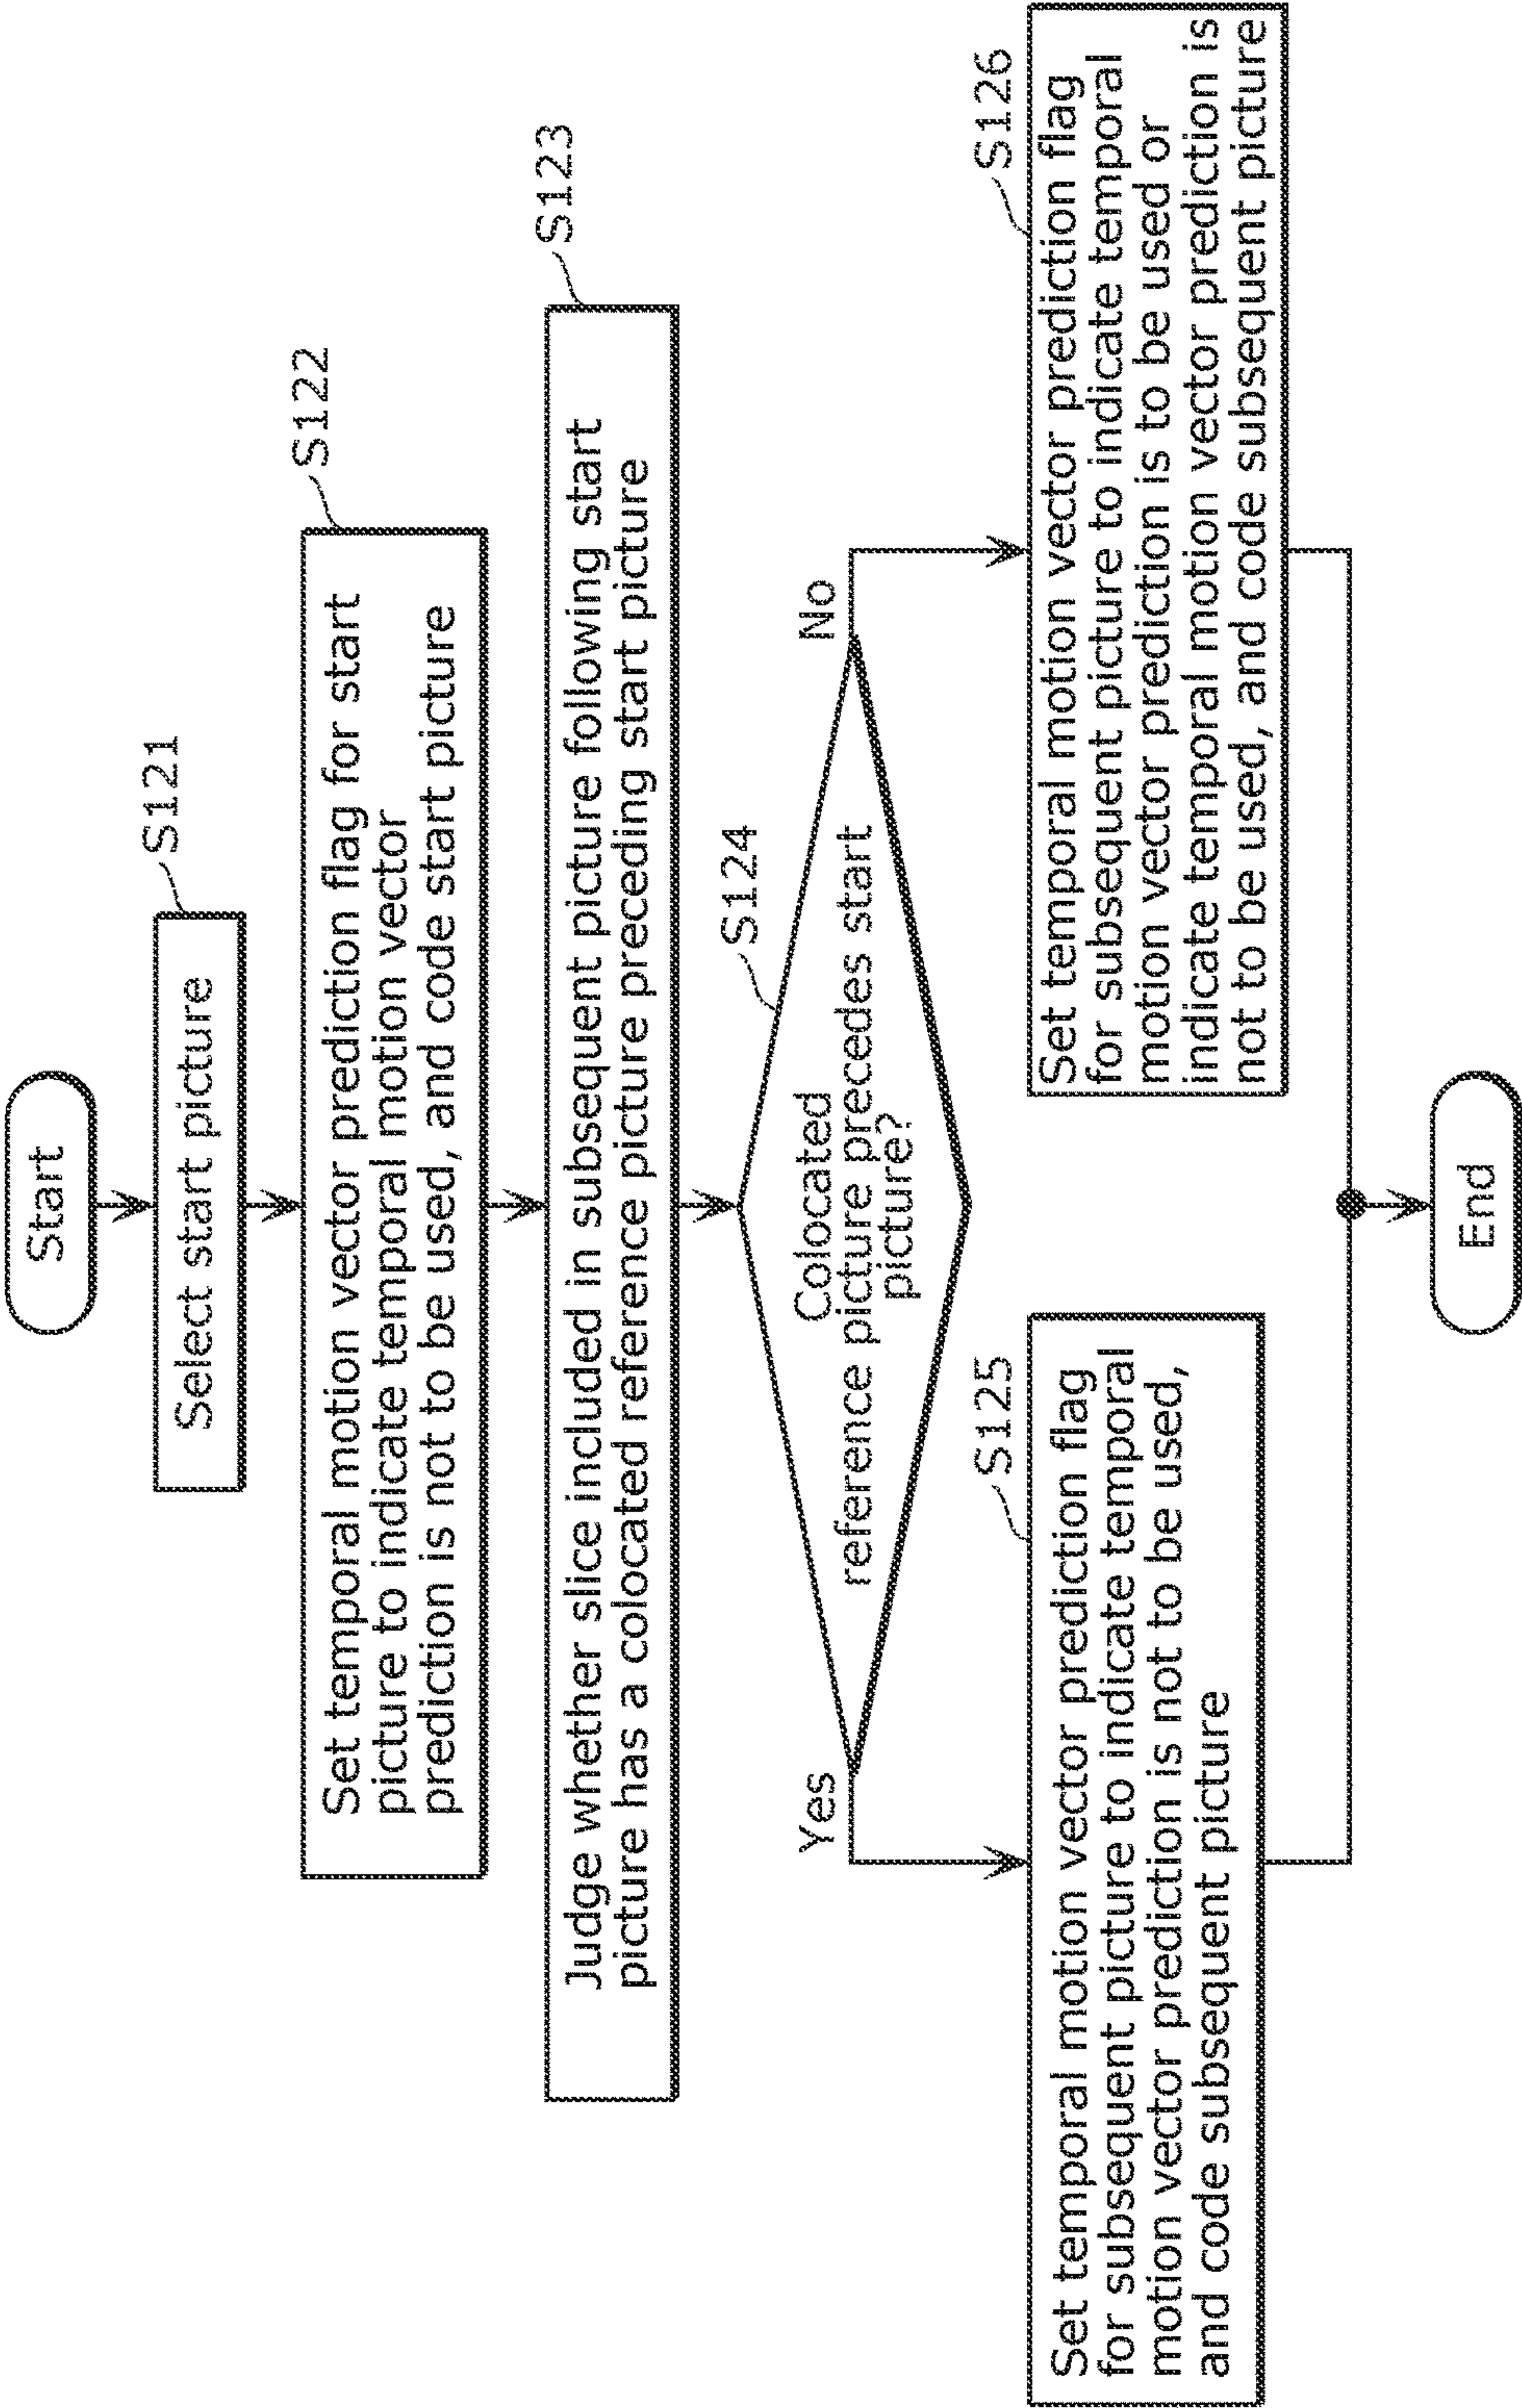 Start
S121
Select start picture
S122
Set temporal motion vector prediction flag for start
picture to indicate temporal motion vector
prediction is not to be used, and code start picture
S123
Judge whether slice included in subsequent picture following start
picture has a colocated reference picture preceding start picture
S124
Colocated
reference picture precedes start
picture?
Yes
No
S125
Set temporal motion vector prediction flag
for subsequent picture to indicate temporal
motion vector prediction is not to be used,
and code subsequent picture
S126
Set temporal motion vector prediction flag
for subsequent picture to indicate temporal
motion vector prediction is to be used or
indicate temporal motion vector prediction is
not to be used, and code subsequent picture
End